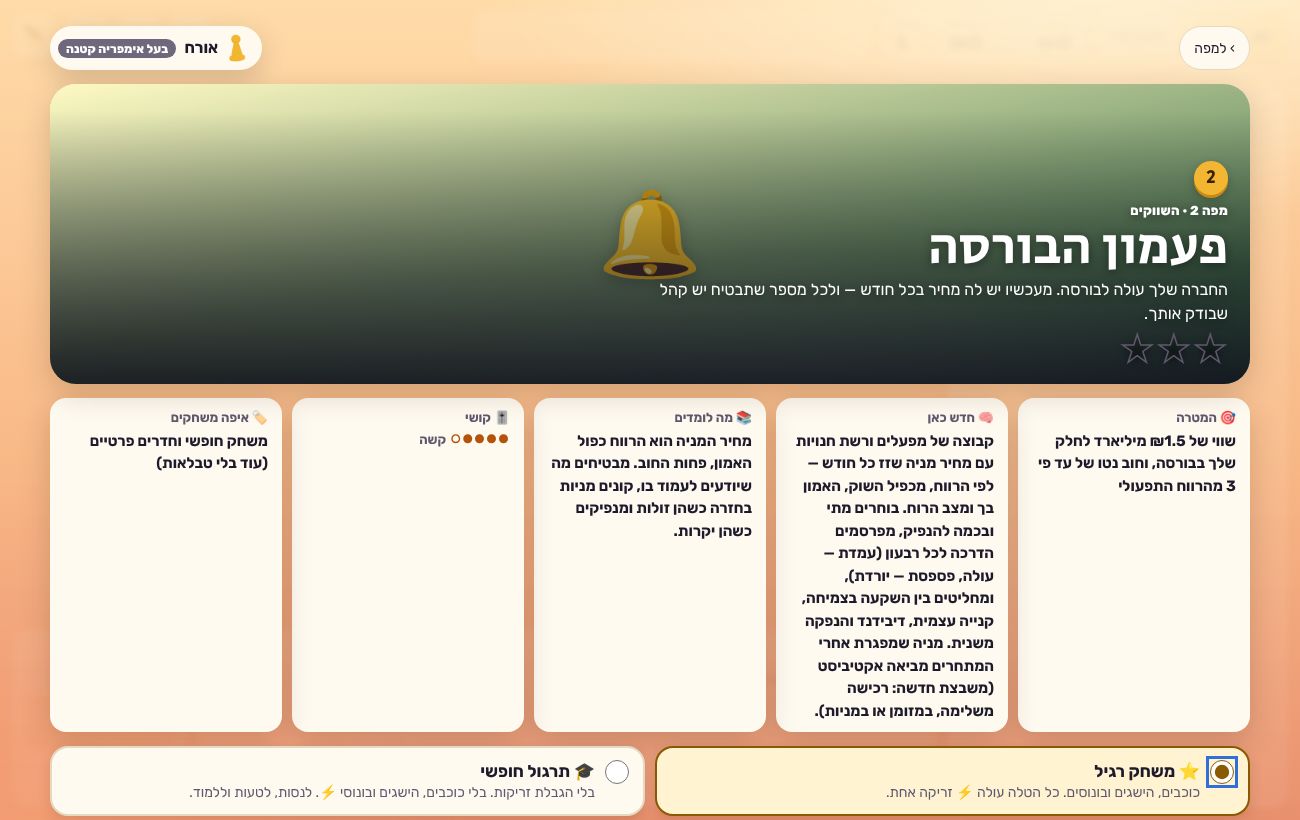 › למפה
אורח
בעל אימפריה קטנה
2
מפה 2 • השווקים
פעמון הבורסה
החברה שלך עולה לבורסה. מעכשיו יש לה מחיר בכל חודש – ולכל מספר שתבטיח יש קהל
שבודק אותך.
🎯 המטרה
שווי של 1.5₪ מיליארד לחלק
שלך בבורסה, וחוב נטו של עד פי
3 מהרווח התפעולי
🧠 חדש כאן
קבוצה של מפעלים ורשת חנויות
עם מחיר מניה שזז כל חודש –
לפי הרווח, מכפיל השוק, האמון
בך ומצב הרוח. בוחרים מתי
ובכמה להנפיק, מפרסמים
הדרכה לכל רבעון (עמדת –
עולה, פספסת – יורדת),
ומחליטים בין השקעה בצמיחה,
קנייה עצמית, דיבידנד והנפקה
משנית. מניה שמפגרת אחרי
המתחרים מביאה אקטיביסט
(משבצת חדשה: רכישה
משלימה, במזומן או במניות).
📚 מה לומדים
מחיר המניה הוא הרווח כפול
האמון, פחות החוב. מבטיחים מה
שיודעים לעמוד בו, קונים מניות
בחזרה כשהן זולות ומנפיקים
כשהן יקרות.
🎚️ קושי
קשה
🏷️ איפה משחקים
משחק חופשי וחדרים פרטיים
(עוד בלי טבלאות)
⭐ משחק רגיל
כוכבים, הישגים ובונוסים. כל הטלה עולה ⚡ זריקה אחת.
🎓 תרגול חופשי
בלי הגבלת זריקות. בלי כוכבים, הישגים ובונוסי ⚡. לנסות, לטעות וללמוד.